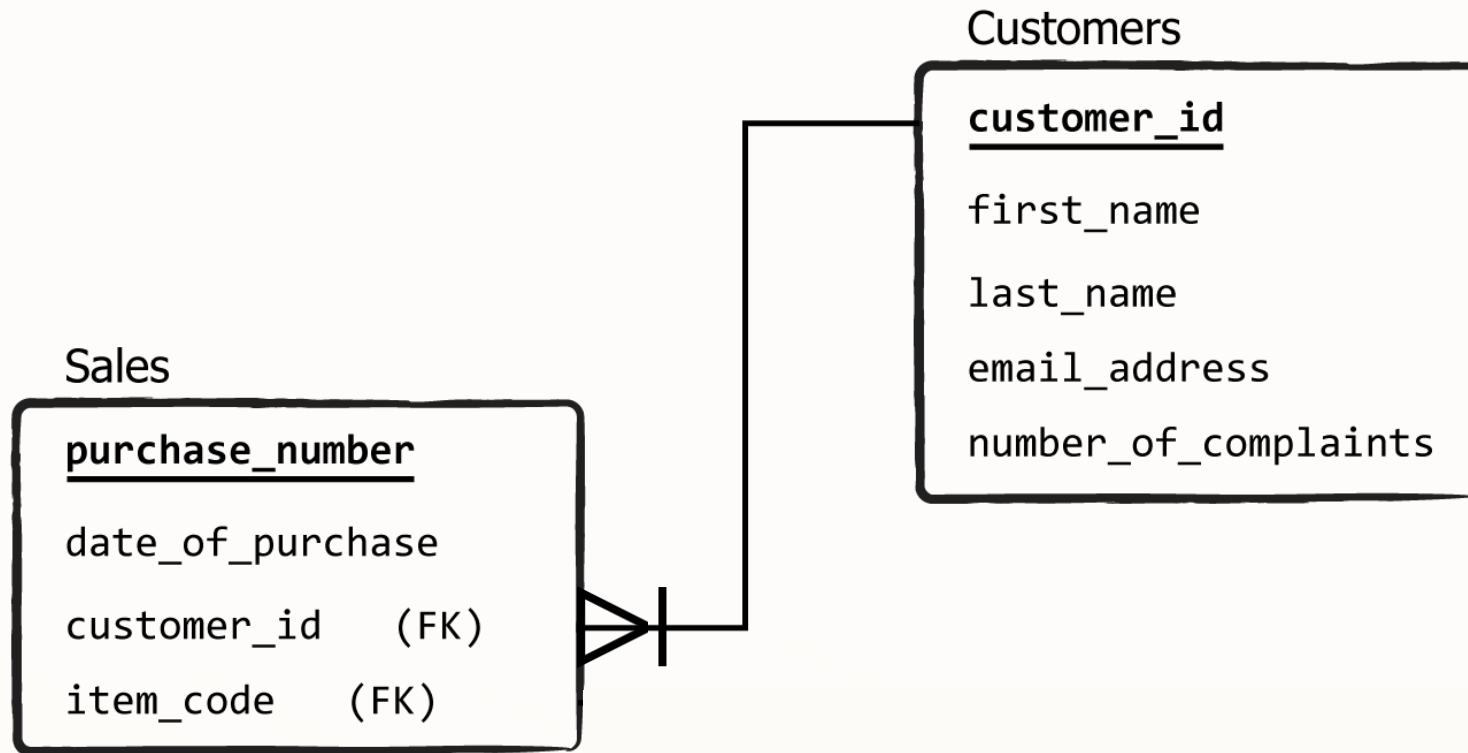 Customers
customer_id
first_name
last_name
email_address
number_of_complaints
Sales
purchase_number
date_of_purchase
customer_id (FK)
item_code (FK)